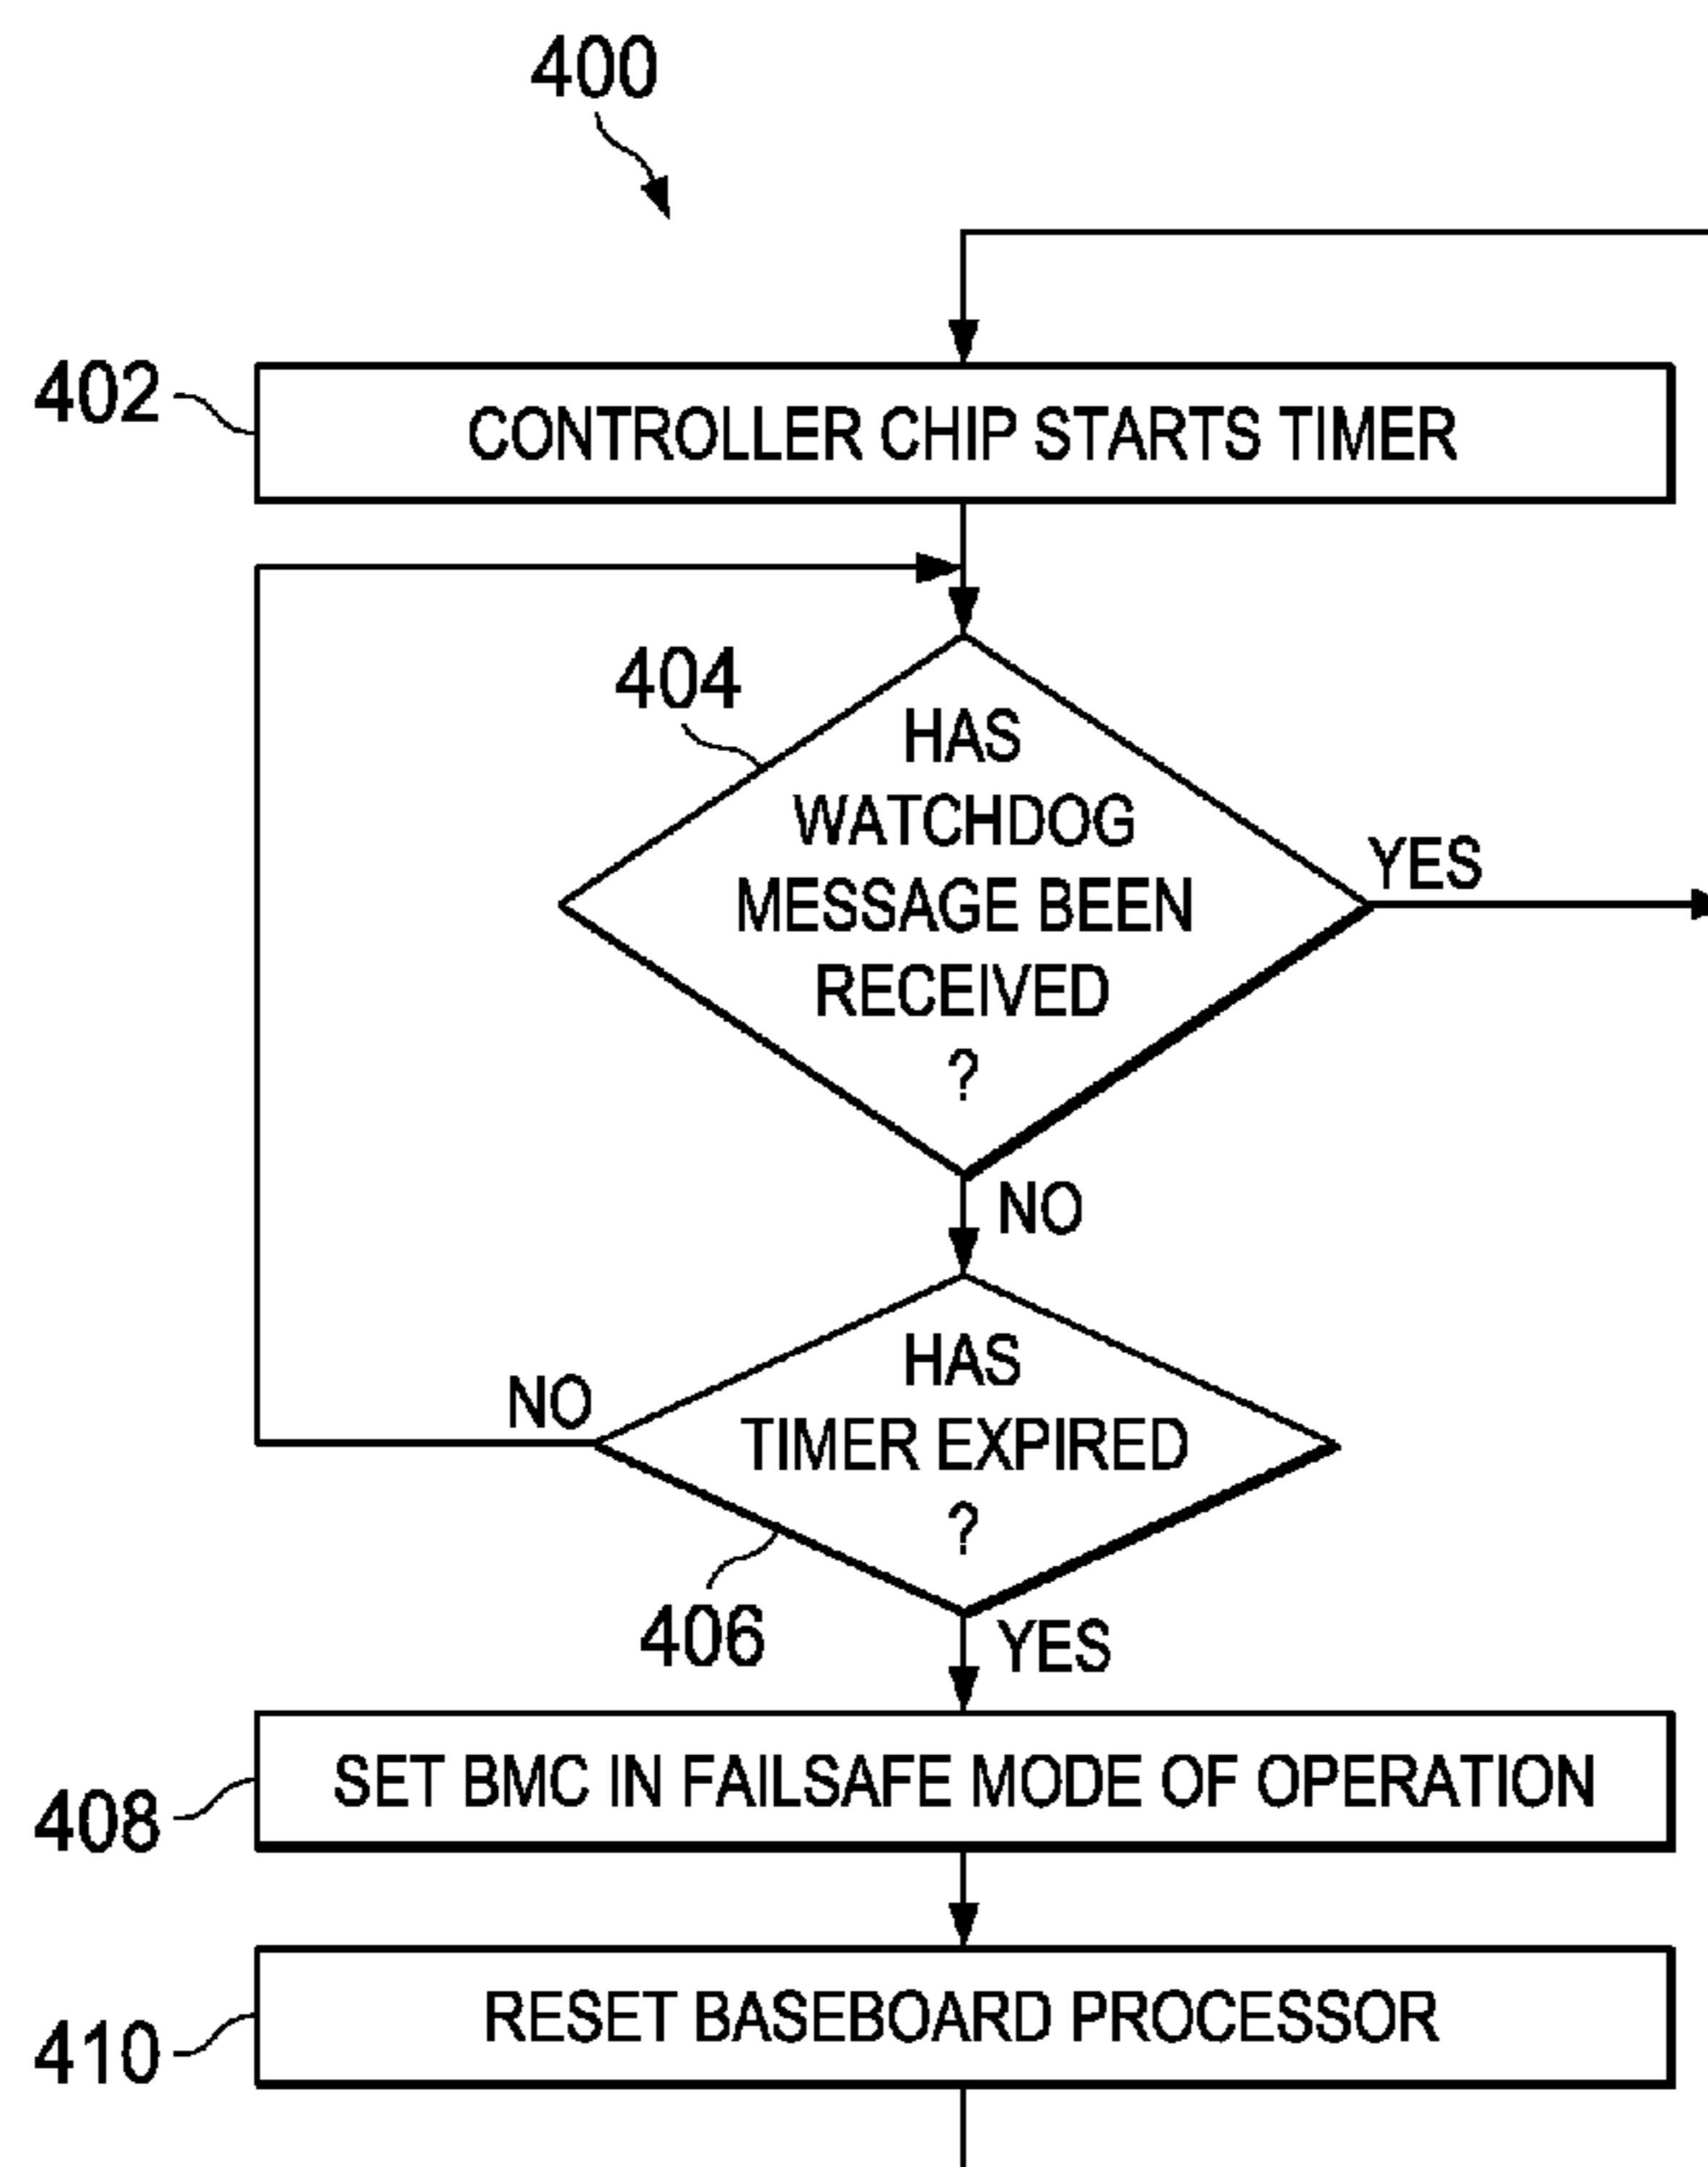 400
402
CONTROLLER CHIP STARTS TIMER
404
HAS
WATCHDOG
MESSAGE BEEN
RECEIVED
?
YES
NO
HAS
TIMER EXPIRED
?
NO
406
YES
408
SET BMC IN FAILSAFE MODE OF OPERATION
410
RESET BASEBOARD PROCESSOR